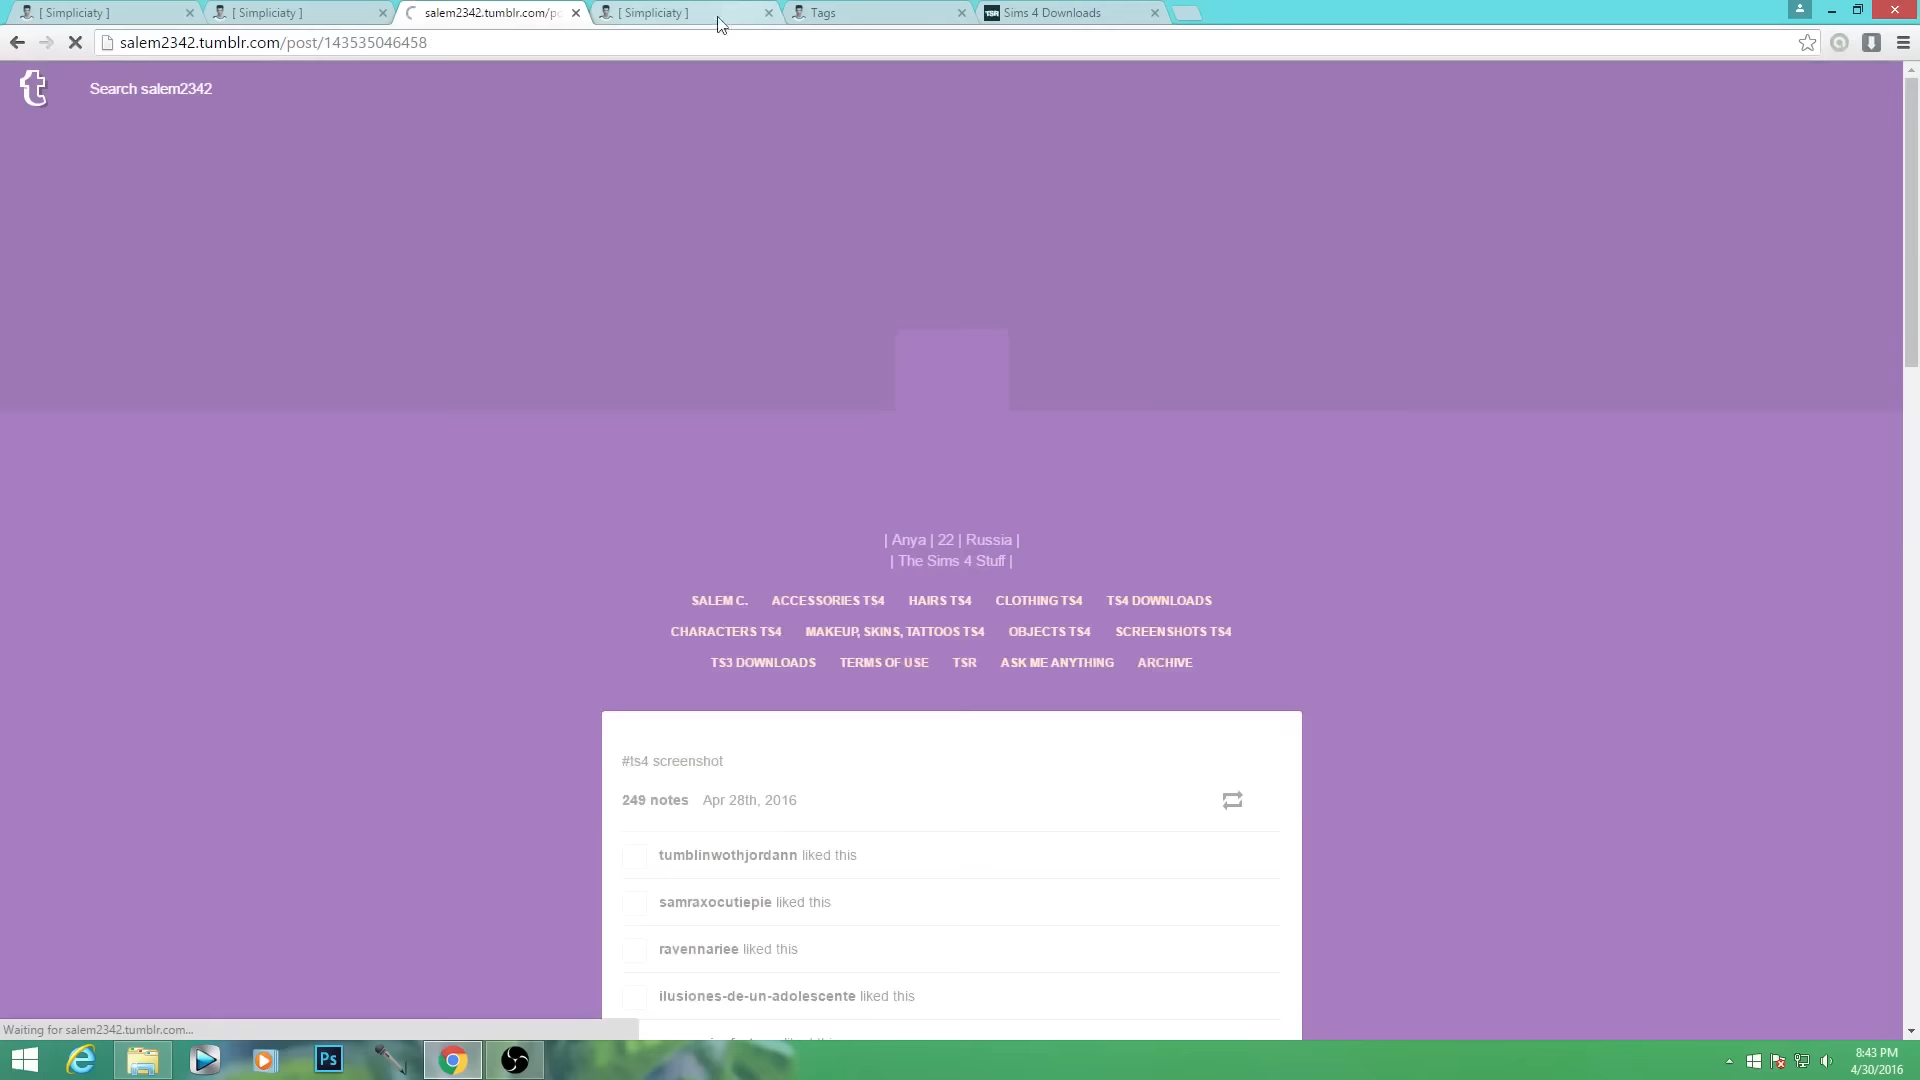 [ Simpliciaty ]
[ Simpliciaty ]
salem2342.tumblr.com/p
[ Simpliciaty ]
Tags
TSR
Sims 4 Downloads
salem2342.tumblr.com/post/143535046458
t
Search salem2342
| Anya | 22 | Russia |
| The Sims 4 Stuff |
SALEM C. ACCESSORIES TS4 HAIRS TS4 CLOTHING TS4 TS4 DOWNLOADS
CHARACTERS TS4 MAKEUP, SKINS, TATTOOS TS4 OBJECTS TS4 SCREENSHOTS TS4
TS3 DOWNLOADS TERMS OF USE TSR ASK ME ANYTHING ARCHIVE
#ts4 screenshot
249 notes Apr 28th, 2016
tumblinwothjordann liked this
samraxocutiepie liked this
ravennariee liked this
ilusiones-de-un-adolescente liked this
Waiting for salem2342.tumblr.com...
Ps
8:43 PM
4/30/2016